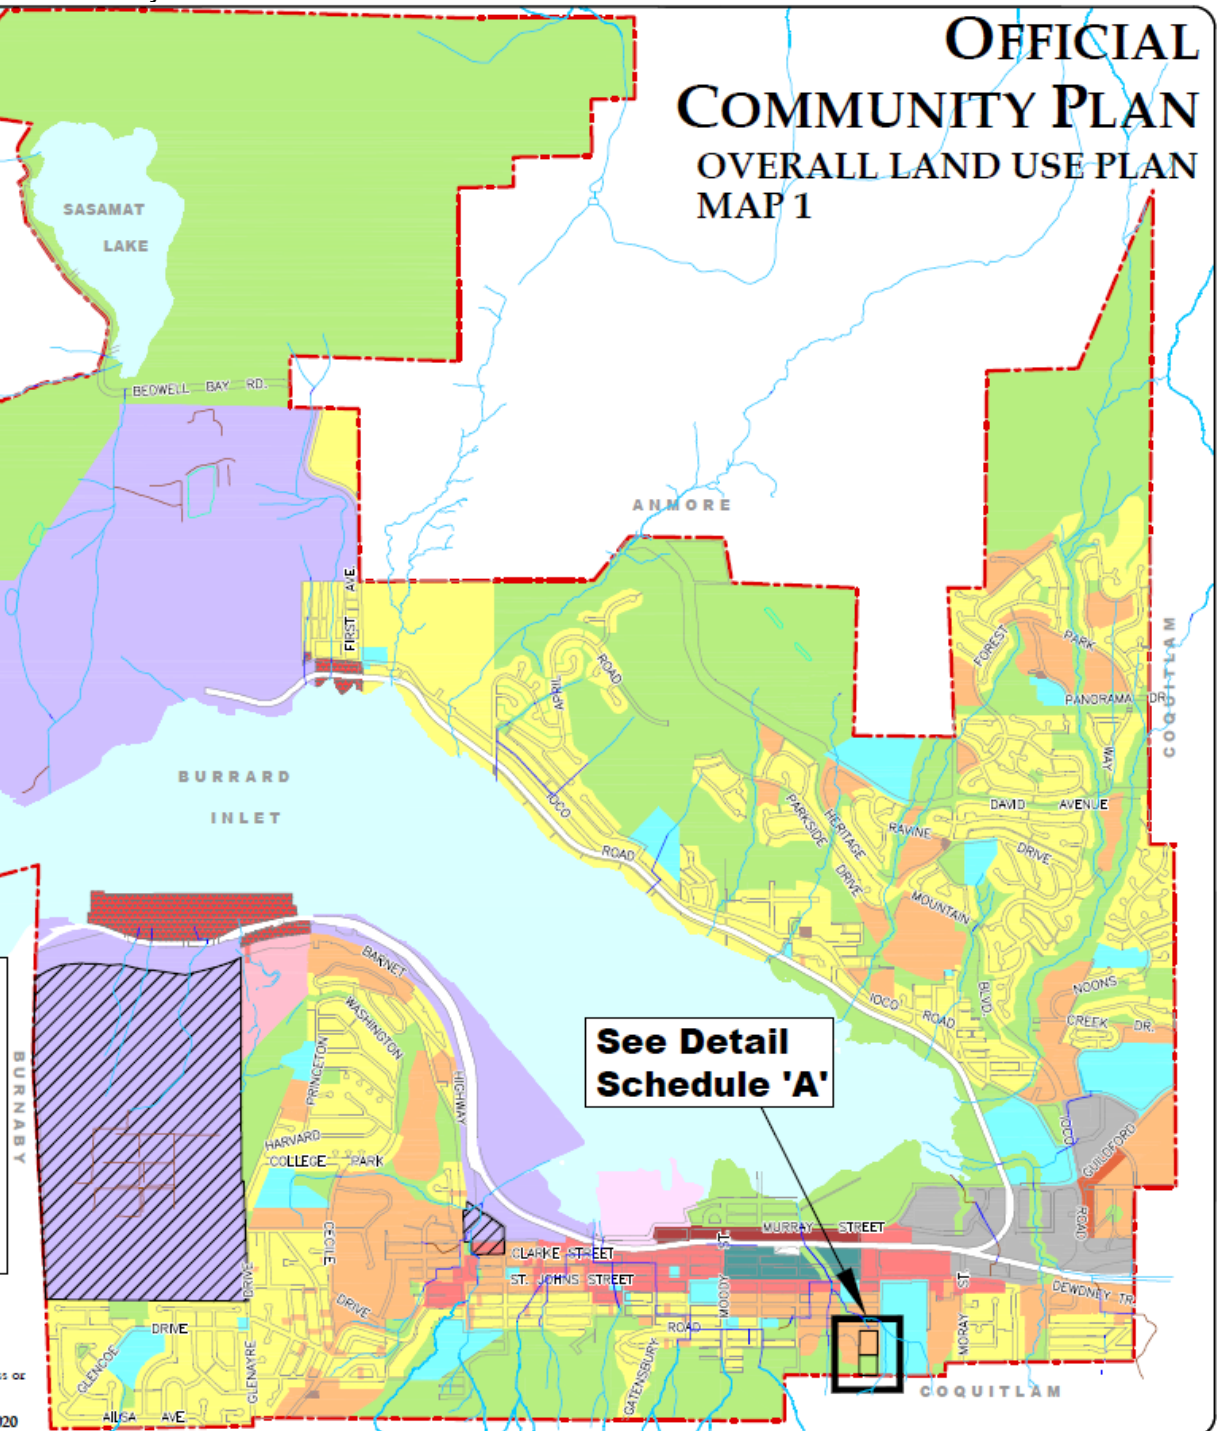 OFFICIAL
COMMUNITY PLAN
OVERALL LAND USE PLAN
MAP 1
SASAMAT
LAKE
BEDWELL BAY RD.
ANMORE
FIRST AVE.
FOREST
PARK
COQUITLAM
PANORAMA DR.
APRIL
ROAD
WAY
BURRARD
INLET
IOCO
ROAD
DAVID AVENUE
PARKSIDE
DRIVE
HERITAGE
RAVINE
DRIVE
MOUNTAIN
BLVD.
NOONS
CREEK DR.
IOCO ROAD
BARNET
HIGHWAY
WASHINGTON
PRINCETON
See Detail
Schedule 'A'
BURNABY
HARVARD
COLLEGE PARK
IOCO
ROAD
GUILDFORD
CECILE
DRIVE
MURRAY STREET
CLARKE STREET
ST. JOHNS STREET
MOODY
ST.
DEWDNEY TR.
MORAY
ST.
ROAD
GATENSBURY
DRIVE
GLENAYRE
DRIVE
GLENCOE
AILSA AVE.
COQUITLAM